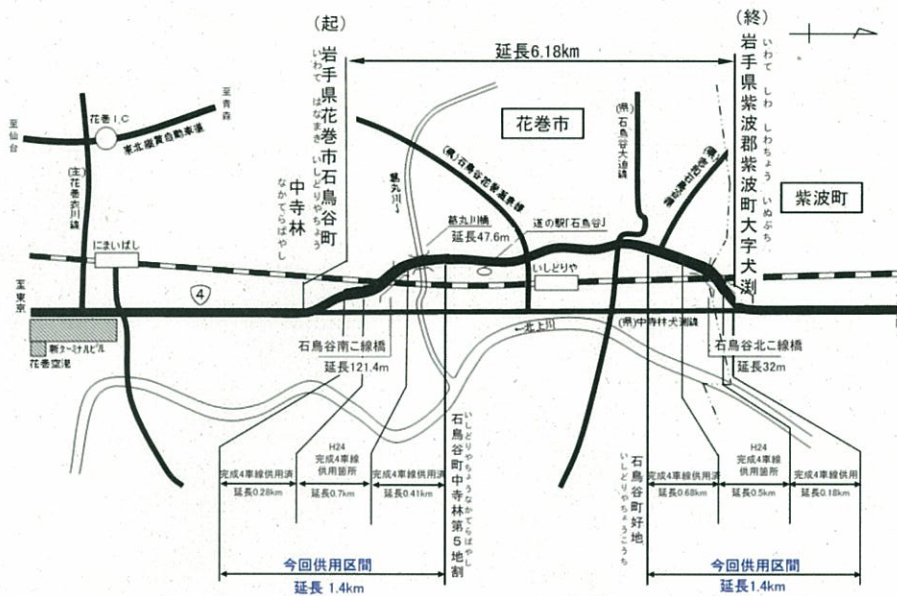 (起)
岩手県花巻市石鳥谷町
いわて はなまき いしどりやちょう
中寺林
なかてらばやし
延長6.18km
(終)
岩手県紫波郡紫波町大字犬渕
いわて しわ しわちょう いぬぶち
花巻市
紫波町
至青森
至仙台
花巻I.C
東北縦貫自動車道
(主)花巻衣川線
にまいばし
至東京
4
新ターミナルビル
花巻空港
葛丸川→
(県)石鳥谷花巻温泉線
葛丸川橋
延長47.6m
道の駅「石鳥谷」
いしどりや
(県)石鳥谷大迫線
(県)中寺林犬渕線
←北上川
石鳥谷南こ線橋
延長121.4m
石鳥谷北こ線橋
延長32m
完成4車線供用済
延長0.28km
H24
完成4車線
供用箇所
延長0.7km
完成4車線供用済
延長0.41km
石鳥谷町中寺林第5地割
いしどりやちょうなかてらばやし
石鳥谷町好地
いしどりやちょうこうち
完成4車線供用済
延長0.68km
H24
完成4車線
供用箇所
延長0.5km
完成4車線供用
延長0.18km
今回供用区間
延長 1.4km
今回供用区間
延長1.4km